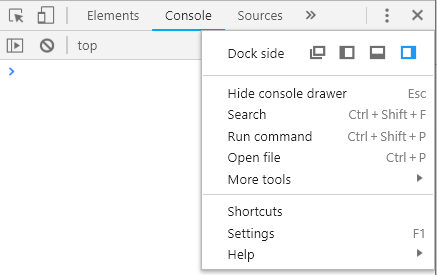 Elements Console Sources
top
Dock side
Hide console drawer Esc
Search Ctrl + Shift + F
Run command Ctrl + Shift + P
Open file Ctrl + P
More tools
Shortcuts
Settings F1
Help